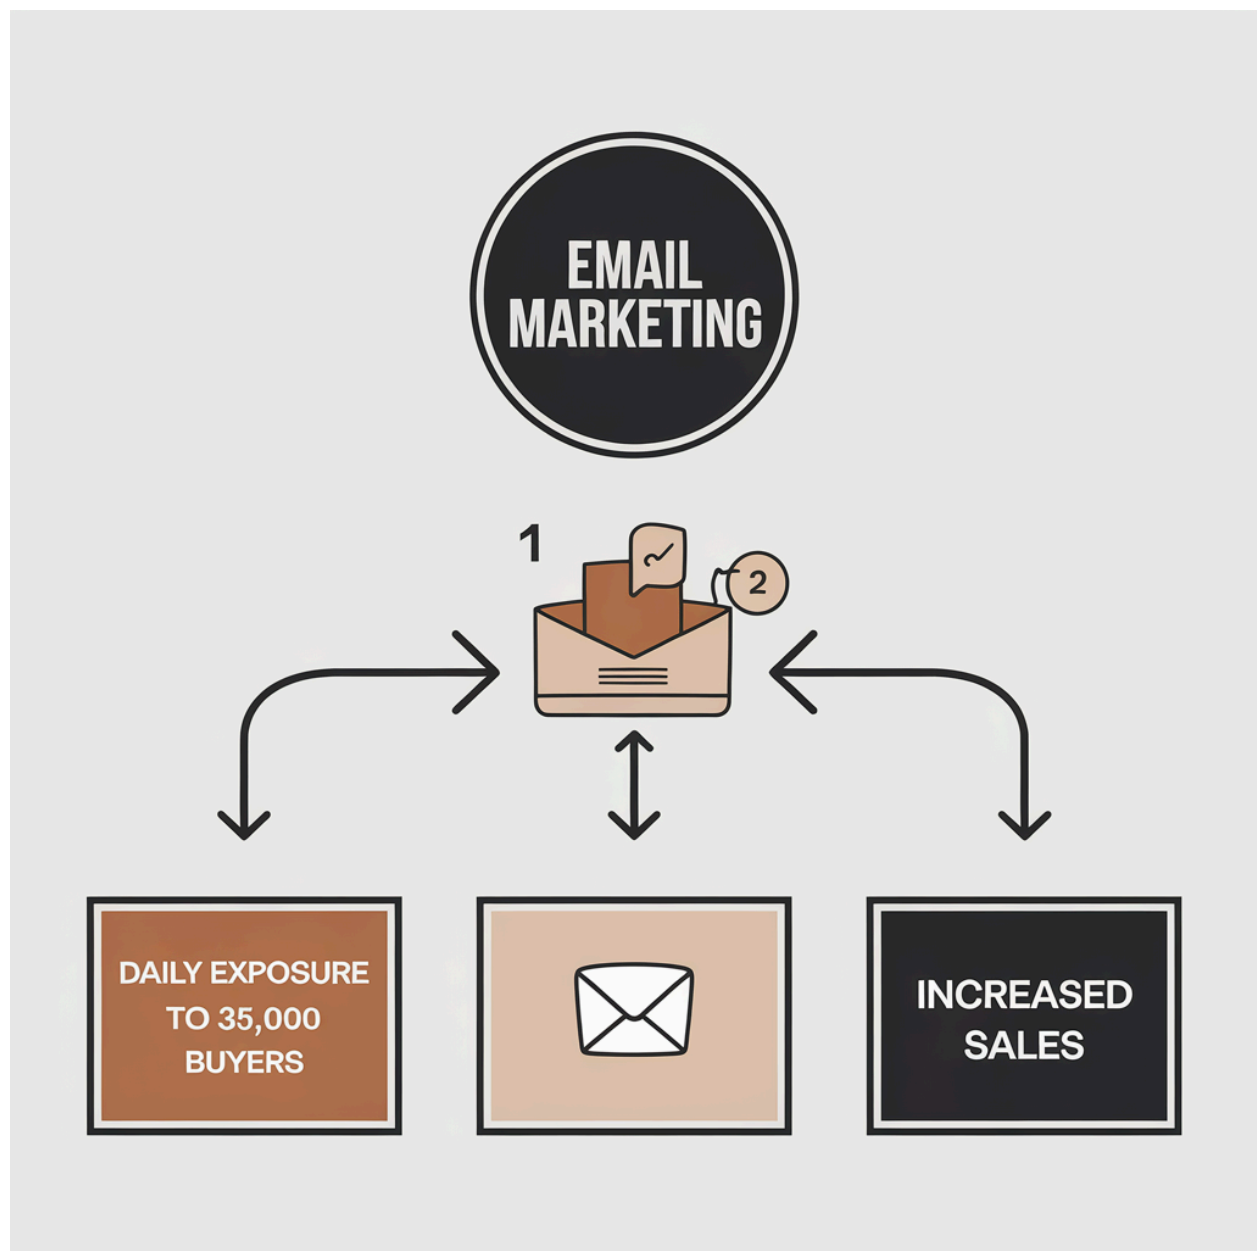 EMAIL
MARKETING
1
2
DAILY EXPOSURE
TO 35,000
BUYERS
INCREASED
SALES